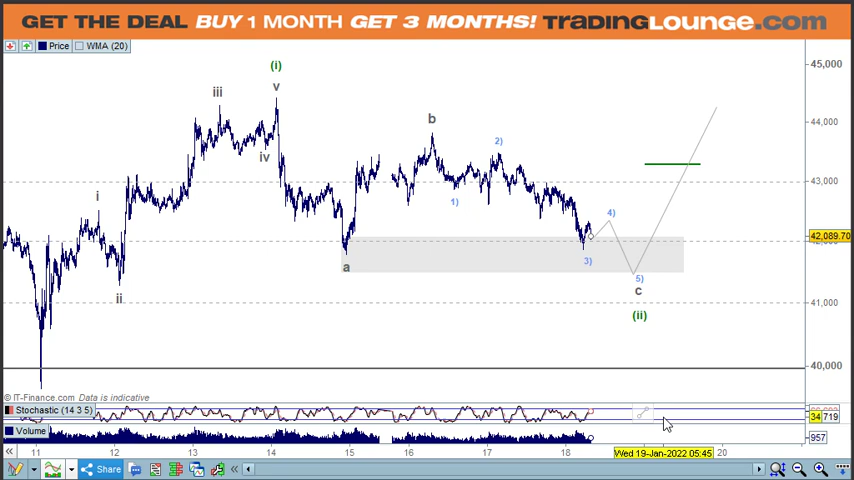 GET THE DEAL BUY 1 MONTH GET 3 MONTHS! TRADINGLOUNGE.com
Price WMA (20)
45,000
(i)
v
iii
44,000
b
iv
2)
43,000
i
1)
4)
42,089.70
a
3)
ii
5)
c
41,000
(ii)
40,000
© IT-Finance.com Data is indicative
Stochastic (14 3 5)
34 719
Volume
957
11 12 13 14 15 16 17 18 Wed 19-Jan-2022 05:45 20
Share